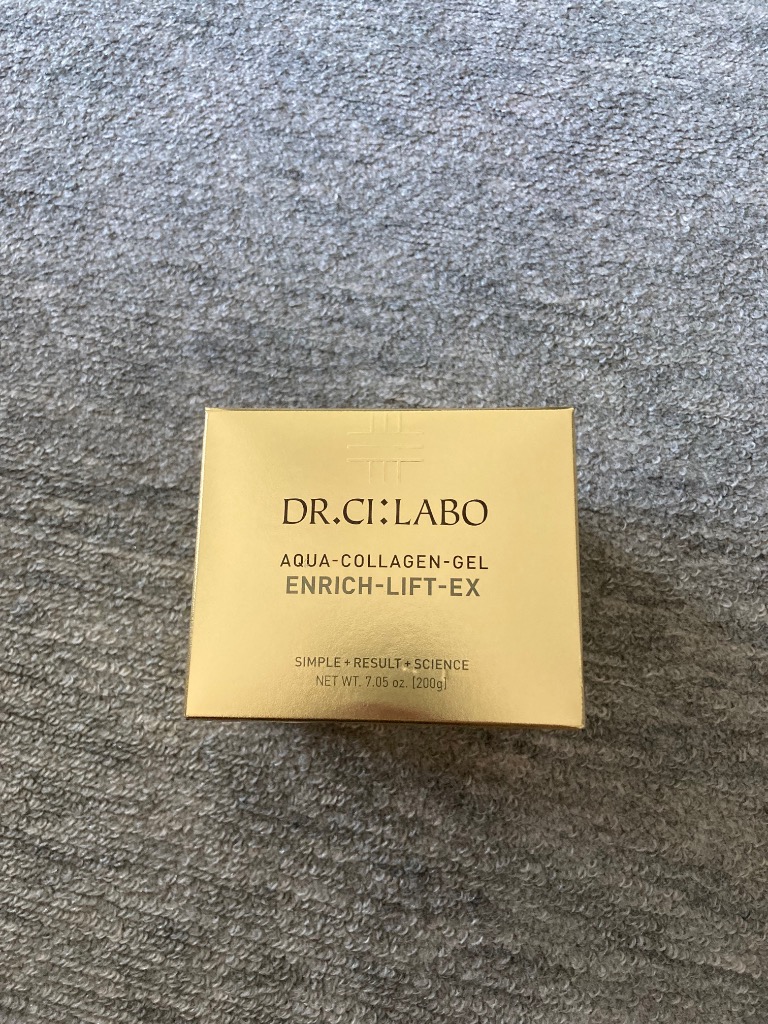 DR.CI:LABO
AQUA-COLLAGEN-GEL
ENRICH-LIFT-EX
SIMPLE+RESULT+SCIENCE
NET WT. 7.05 oz. [200g]